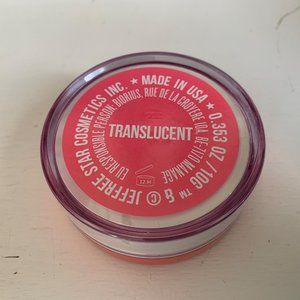 TRANSLUCENT
™ & © JEFFREE STAR COSMETICS INC. ★ MADE IN USA ★ 0.353 OZ / 10G
EU RESPONSIBLE PERSON: BIORIUS, RUE DE LA
12 M